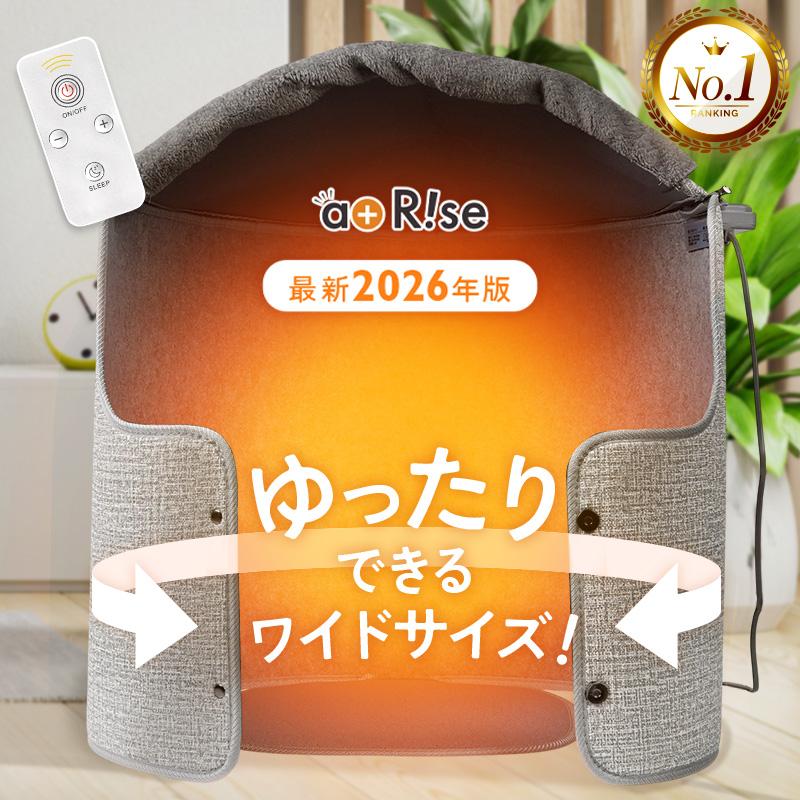 No.1
RANKING
ON/OFF
−
+
SLEEP
a+ R!se
最新2026年版
ゆったり
できる
ワイドサイズ!